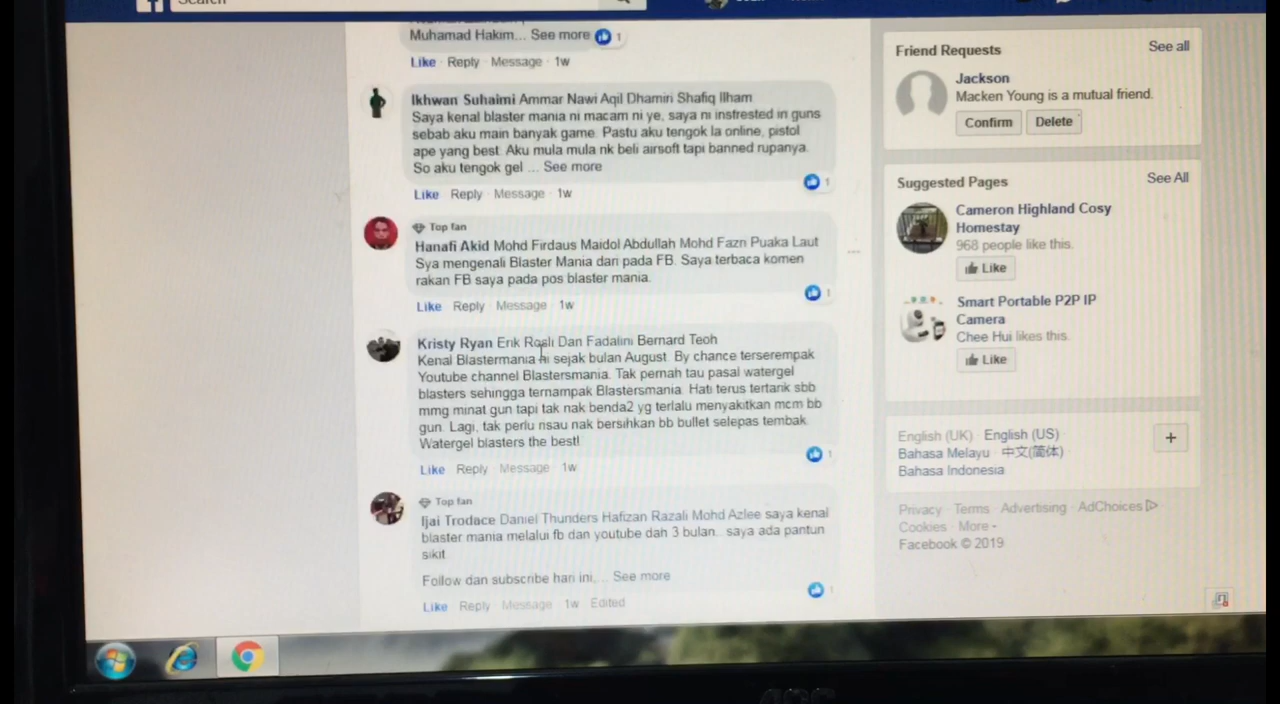 Search
Muhamad Hakim... See more 1
Like · Reply · Message · 1w
Ikhwan Suhaimi Ammar Nawi Aqil Dhamiri Shafiq Ilham
Saya kenal blaster mania ni macam ni ye, saya ni instrested in guns
sebab aku main banyak game. Pastu aku tengok la online, pistol
ape yang best. Aku mula mula nk beli airsoft tapi banned rupanya.
So aku tengok gel ... See more
1
Like · Reply · Message · 1w
Top fan
Hanafi Akid Mohd Firdaus Maidol Abdullah Mohd Fazn Puaka Laut
Sya mengenali Blaster Mania dari pada FB. Saya terbaca komen
rakan FB saya pada pos blaster mania.
1
Like · Reply · Message · 1w
Kristy Ryan Erik Rosli Dan Fadalini Bernard Teoh
Kenal Blastermania ni sejak bulan August. By chance terserempak
Youtube channel Blastersmania. Tak pernah tau pasal watergel
blasters sehingga ternampak Blastersmania. Hati terus tertarik sbb
mmg minat gun tapi tak nak benda2 yg terlalu menyakitkan mcm bb
gun. Lagi, tak perlu nsau nak bersihkan bb bullet selepas tembak.
Watergel blasters the best!
1
Like · Reply · Message · 1w
Top fan
Ijai Trodace Daniel Thunders Hafizan Razali Mohd Azlee saya kenal
blaster mania melalui fb dan youtube dah 3 bulan.. saya ada pantun
sikit
Follow dan subscribe hari ini,... See more
1
Like · Reply · Message · 1w · Edited
Friend Requests See all
Jackson
Macken Young is a mutual friend.
Confirm Delete
Suggested Pages See All
Cameron Highland Cosy
Homestay
968 people like this.
Like
Smart Portable P2P IP
Camera
Chee Hui likes this.
Like
English (UK) · English (US) ·
Bahasa Melayu · 中文(简体) ·
Bahasa Indonesia
+
Privacy · Terms · Advertising · AdChoices
Cookies · More
Facebook © 2019